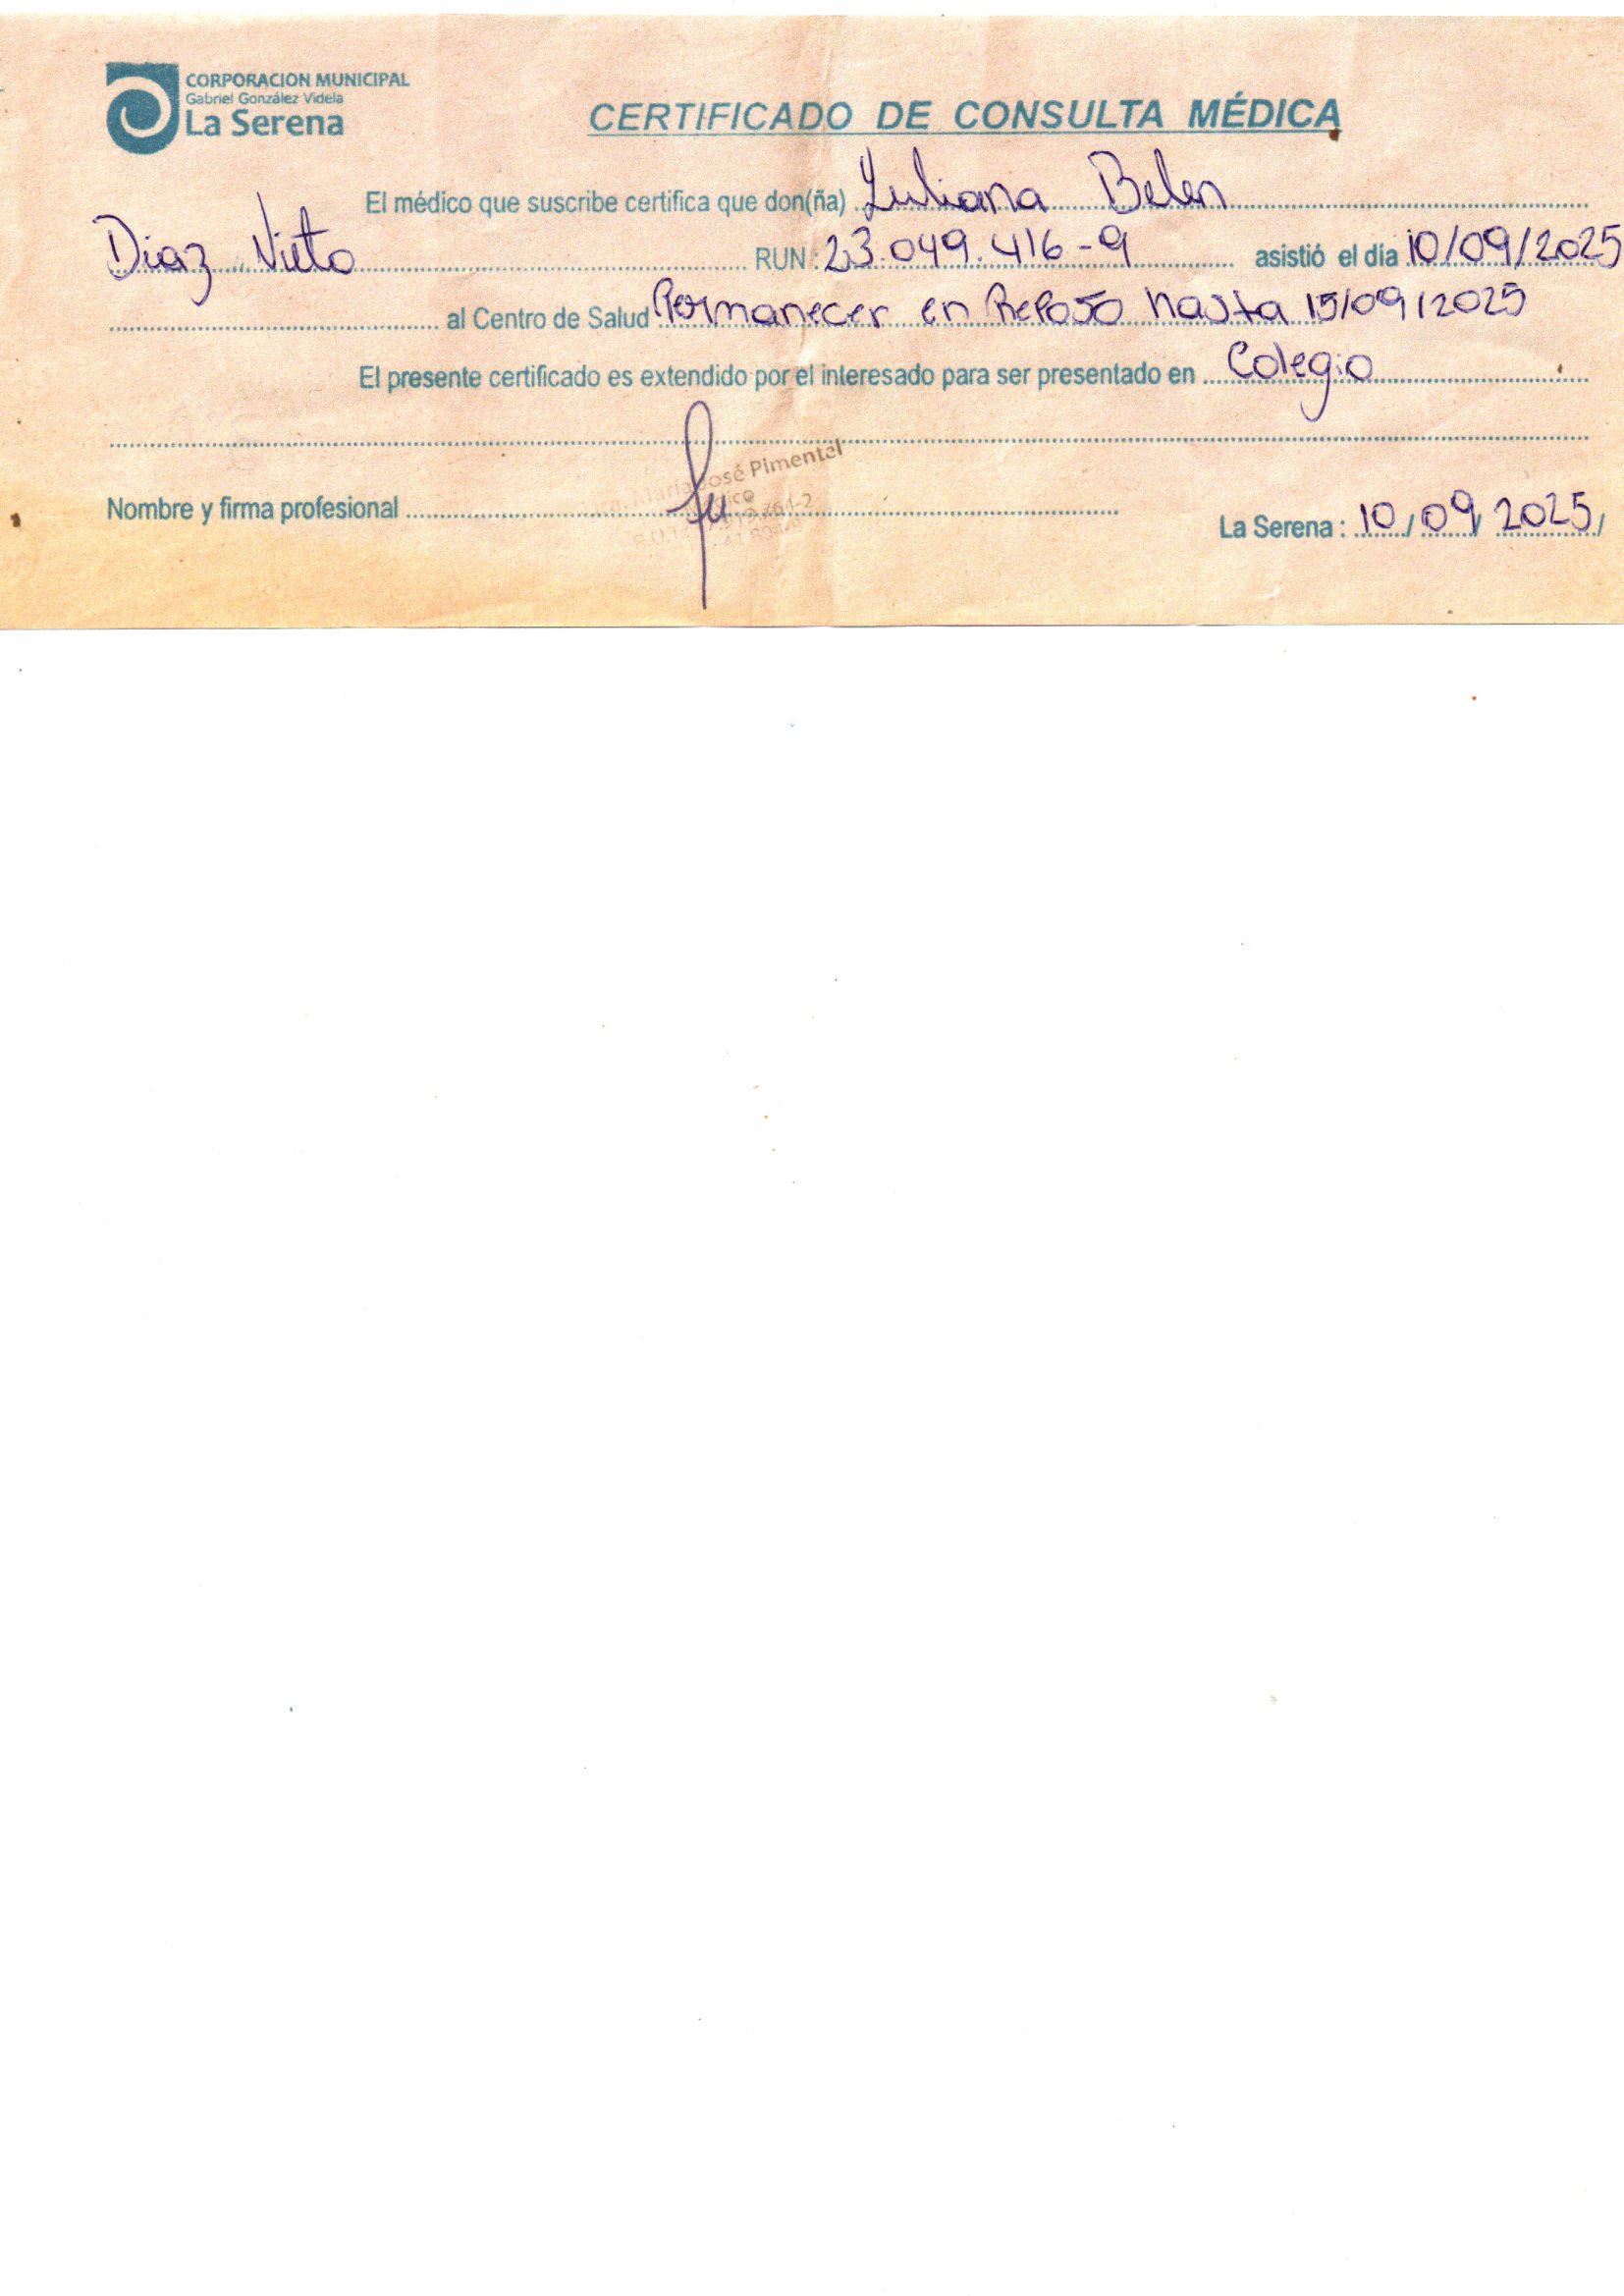 CORPORACION MUNICIPAL
Gabriel González Videla
La Serena
CERTIFICADO DE CONSULTA MÉDICA
El médico que suscribe certifica que don(ña) Luliana Belen
Diaz Nieto RUN: 23.049.416-9 asistió el día 10/09/2025
al Centro de Salud Permanecer en Reposo hasta 15/09/2025
El presente certificado es extendido por el interesado para ser presentado en Colegio
José Pimentel
Nombre y firma profesional
La Serena: 10/09/2025/